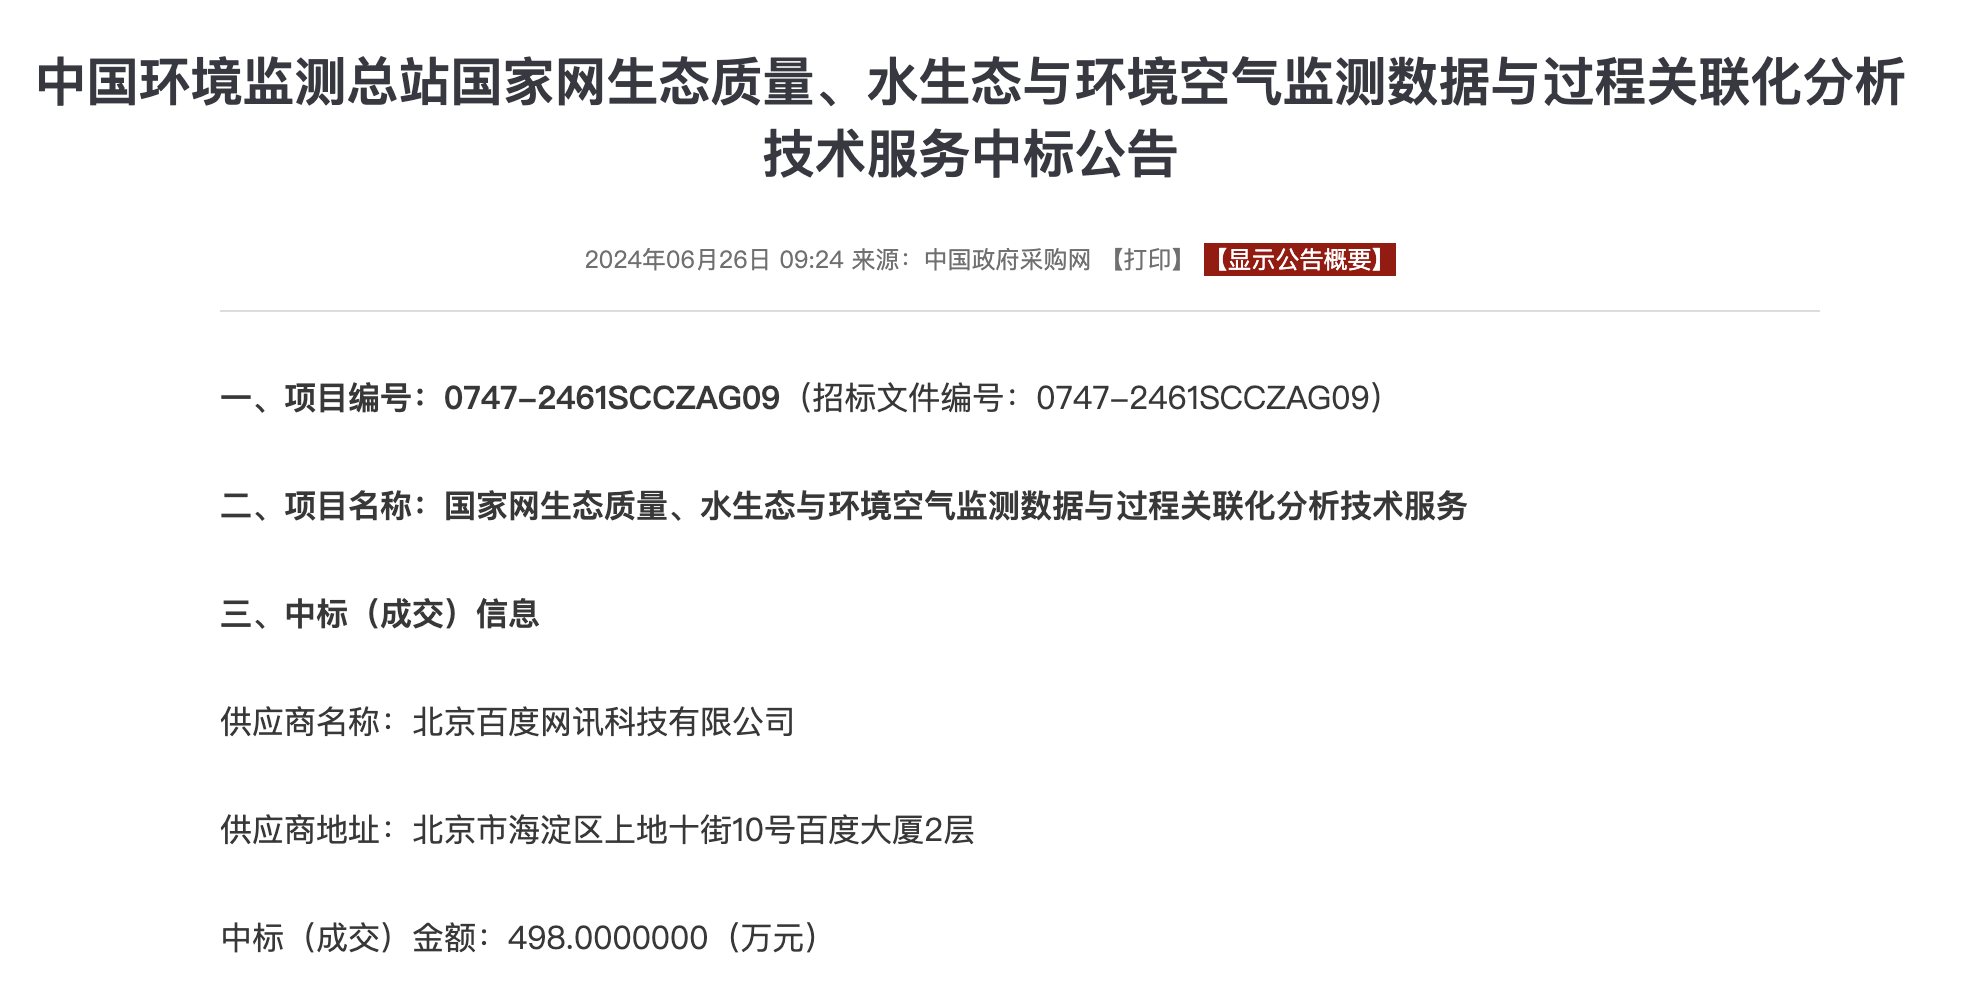 中国环境监测总站国家网生态质量、水生态与环境空气监测数据与过程关联化分析
技术服务中标公告
2024年06月26日 09:24 来源：中国政府采购网 【打印】 【显示公告概要】
一、项目编号：0747-2461SCCZAG09（招标文件编号：0747-2461SCCZAG09）
二、项目名称：国家网生态质量、水生态与环境空气监测数据与过程关联化分析技术服务
三、中标（成交）信息
供应商名称：北京百度网讯科技有限公司
供应商地址：北京市海淀区上地十街10号百度大厦2层
中标（成交）金额：498.0000000（万元）